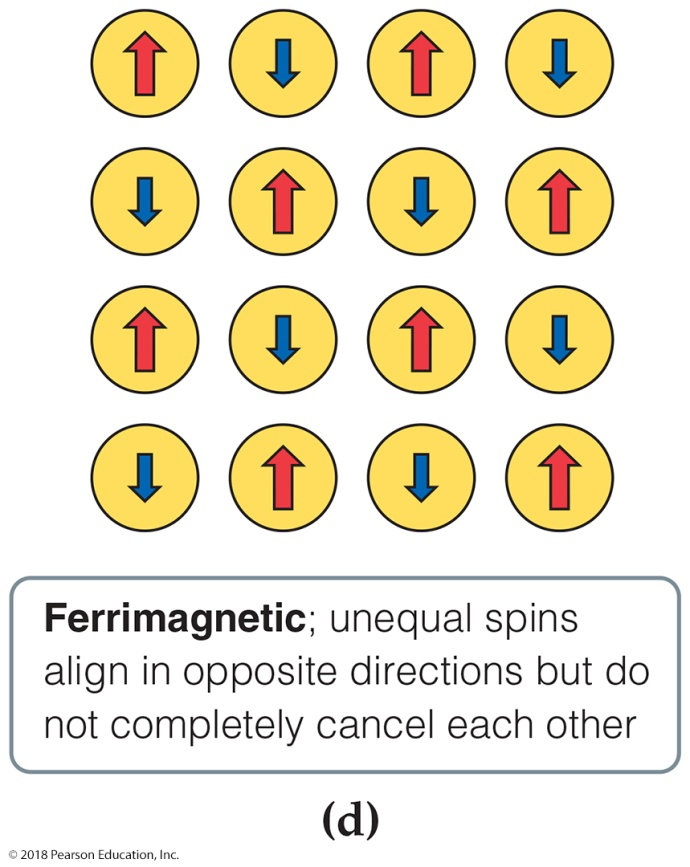 Ferrimagnetic; unequal spins
align in opposite directions but do
not completely cancel each other
(d)
© 2018 Pearson Education, Inc.